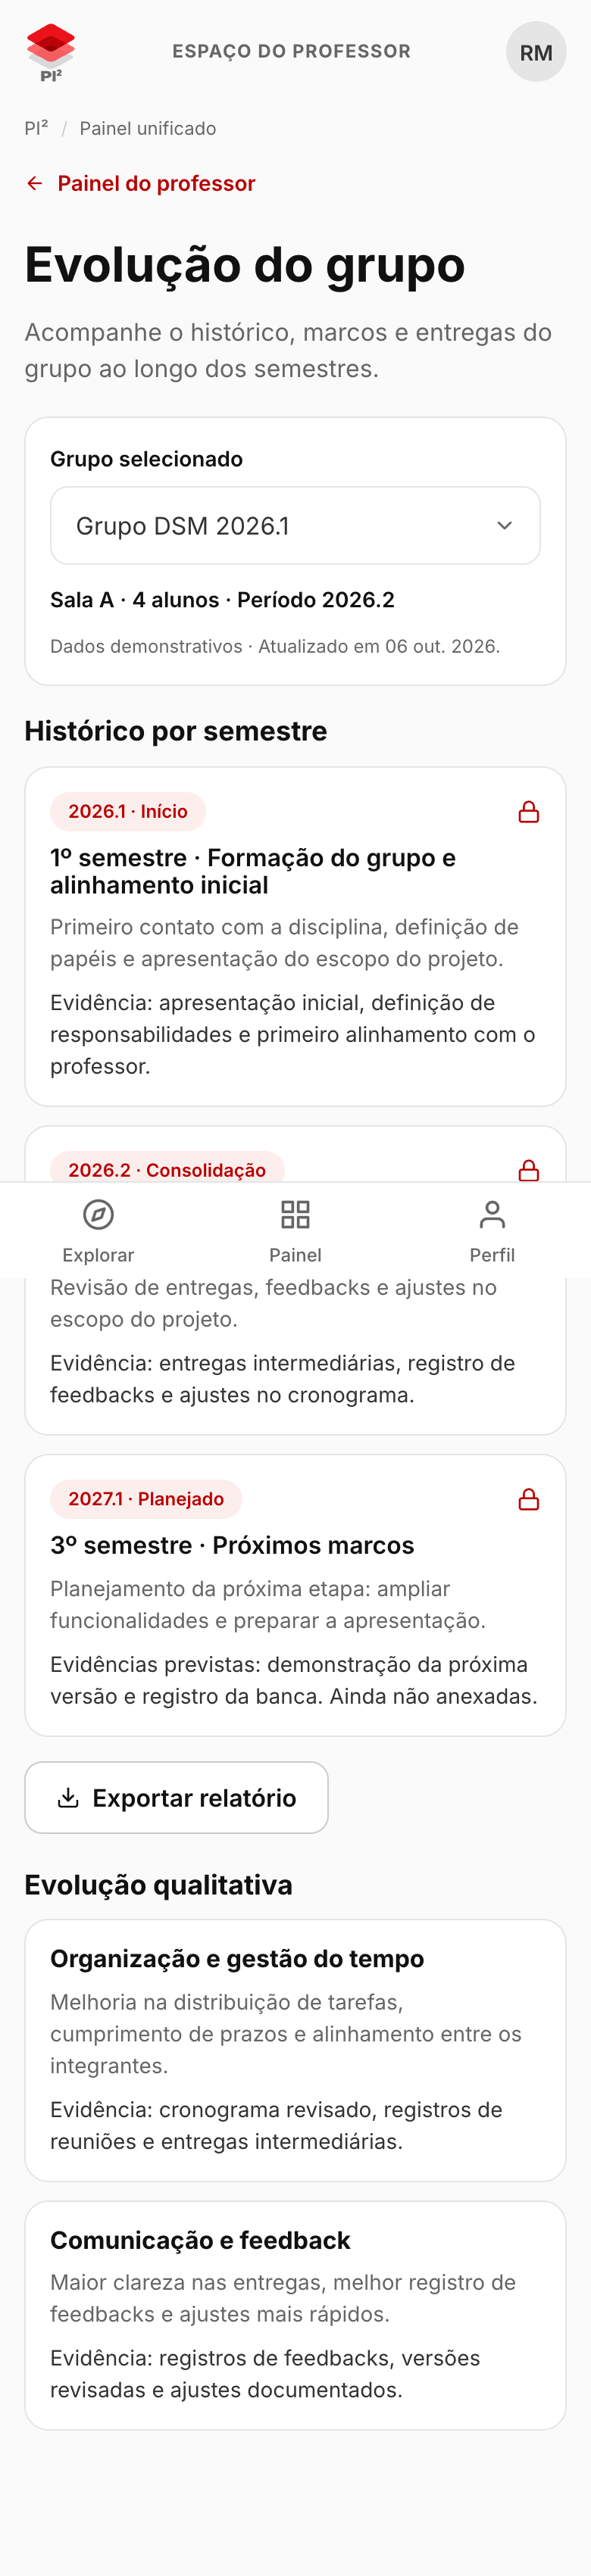 PI²
ESPAÇO DO PROFESSOR
RM
PI² / Painel unificado
← Painel do professor
Evolução do grupo
Acompanhe o histórico, marcos e entregas do
grupo ao longo dos semestres.
Grupo selecionado
Grupo DSM 2026.1
Sala A · 4 alunos · Período 2026.2
Dados demonstrativos · Atualizado em 06 out. 2026.
Histórico por semestre
2026.1 · Início
1º semestre · Formação do grupo e
alinhamento inicial
Primeiro contato com a disciplina, definição de
papéis e apresentação do escopo do projeto.
Evidência: apresentação inicial, definição de
responsabilidades e primeiro alinhamento com o
professor.
2026.2 · Consolidação
Explorar
Painel
Perfil
Revisão de entregas, feedbacks e ajustes no
escopo do projeto.
Evidência: entregas intermediárias, registro de
feedbacks e ajustes no cronograma.
2027.1 · Planejado
3º semestre · Próximos marcos
Planejamento da próxima etapa: ampliar
funcionalidades e preparar a apresentação.
Evidências previstas: demonstração da próxima
versão e registro da banca. Ainda não anexadas.
Exportar relatório
Evolução qualitativa
Organização e gestão do tempo
Melhoria na distribuição de tarefas,
cumprimento de prazos e alinhamento entre os
integrantes.
Evidência: cronograma revisado, registros de
reuniões e entregas intermediárias.
Comunicação e feedback
Maior clareza nas entregas, melhor registro de
feedbacks e ajustes mais rápidos.
Evidência: registros de feedbacks, versões
revisadas e ajustes documentados.